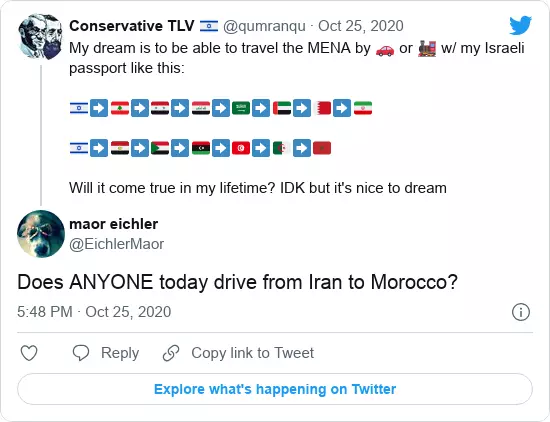 Conservative TLV 🇮🇱 @qumranqu · Oct 25, 2020
My dream is to be able to travel the MENA by 🚗 or 🚂 w/ my Israeli
passport like this:
🇮🇱➡️🇱🇧➡️🇸🇾➡️🇮🇶➡️🇸🇦➡️🇦🇪➡️🇧🇭➡️🇮🇷
🇮🇱➡️🇪🇬➡️🇸🇩➡️🇱🇾➡️🇹🇳➡️🇩🇿➡️🇲🇦
Will it come true in my lifetime? IDK but it's nice to dream
maor eichler
@EichlerMaor
Does ANYONE today drive from Iran to Morocco?
5:48 PM · Oct 25, 2020
Reply
Copy link to Tweet
Explore what's happening on Twitter